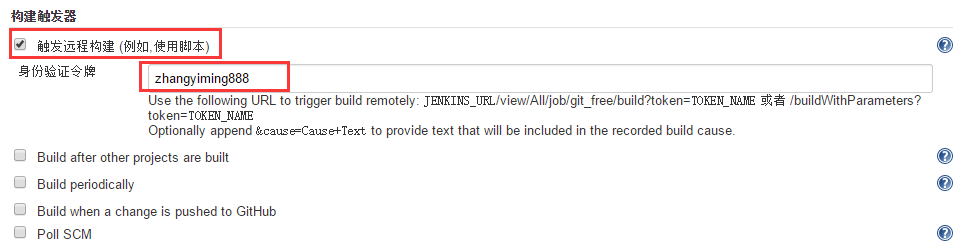 构建触发器
触发远程构建 (例如,使用脚本)
身份验证令牌
zhangyiming888
Use the following URL to trigger build remotely: JENKINS_URL/view/All/job/git_free/build?token=TOKEN_NAME 或者 /buildWithParameters?
token=TOKEN_NAME
Optionally append &cause=Cause+Text to provide text that will be included in the recorded build cause.
Build after other projects are built
Build periodically
Build when a change is pushed to GitHub
Poll SCM